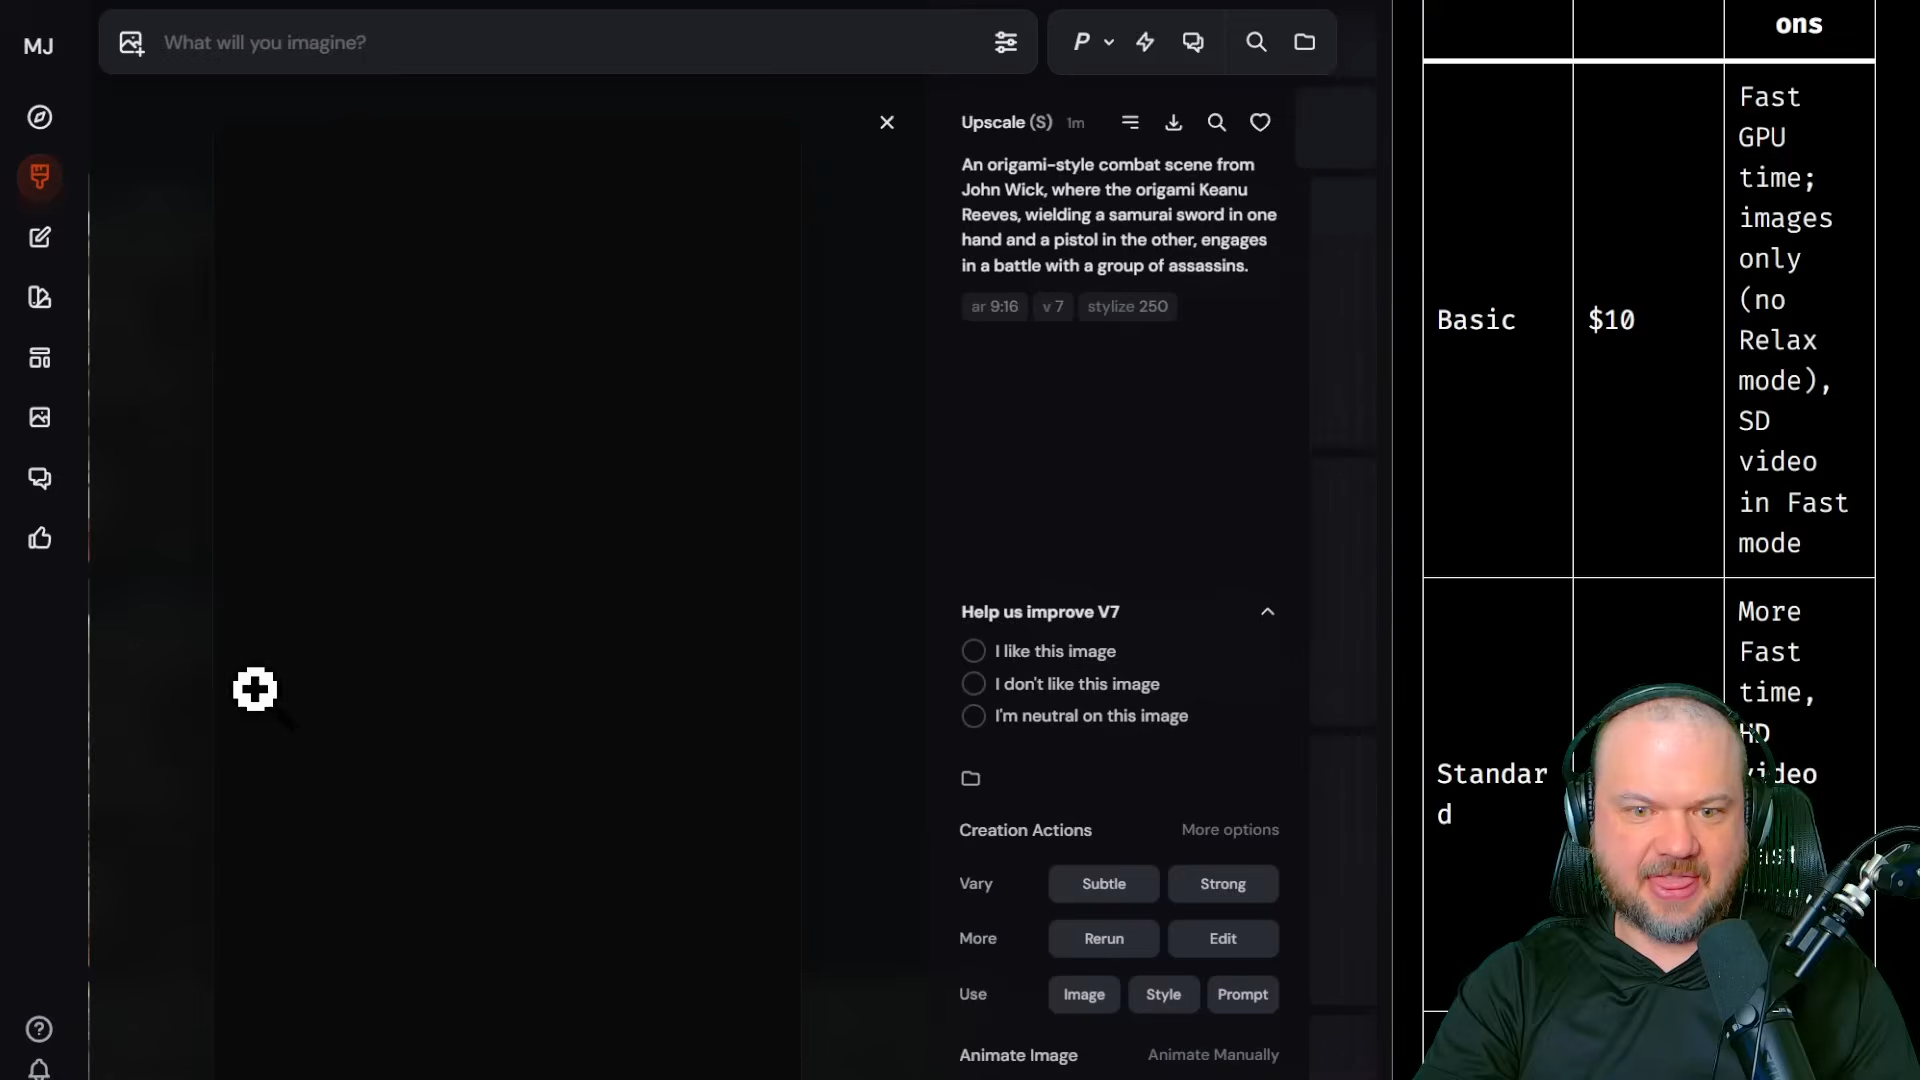 MJ
What will you imagine?
P
Upscale (S) 1m
An origami-style combat scene from
John Wick, where the origami Keanu
Reeves, wielding a samurai sword in one
hand and a pistol in the other, engages
in a battle with a group of assassins.
ar 9:16 v 7 stylize 250
Help us improve V7
I like this image
I don't like this image
I'm neutral on this image
Creation Actions More options
Vary Subtle Strong
More Rerun Edit
Use Image Style Prompt
Animate Image Animate Manually
ons
Basic
$10
Fast
GPU
time;
images
only
(no
Relax
mode),
SD
video
in Fast
mode
Standar
d
More
Fast
time,
HD
video